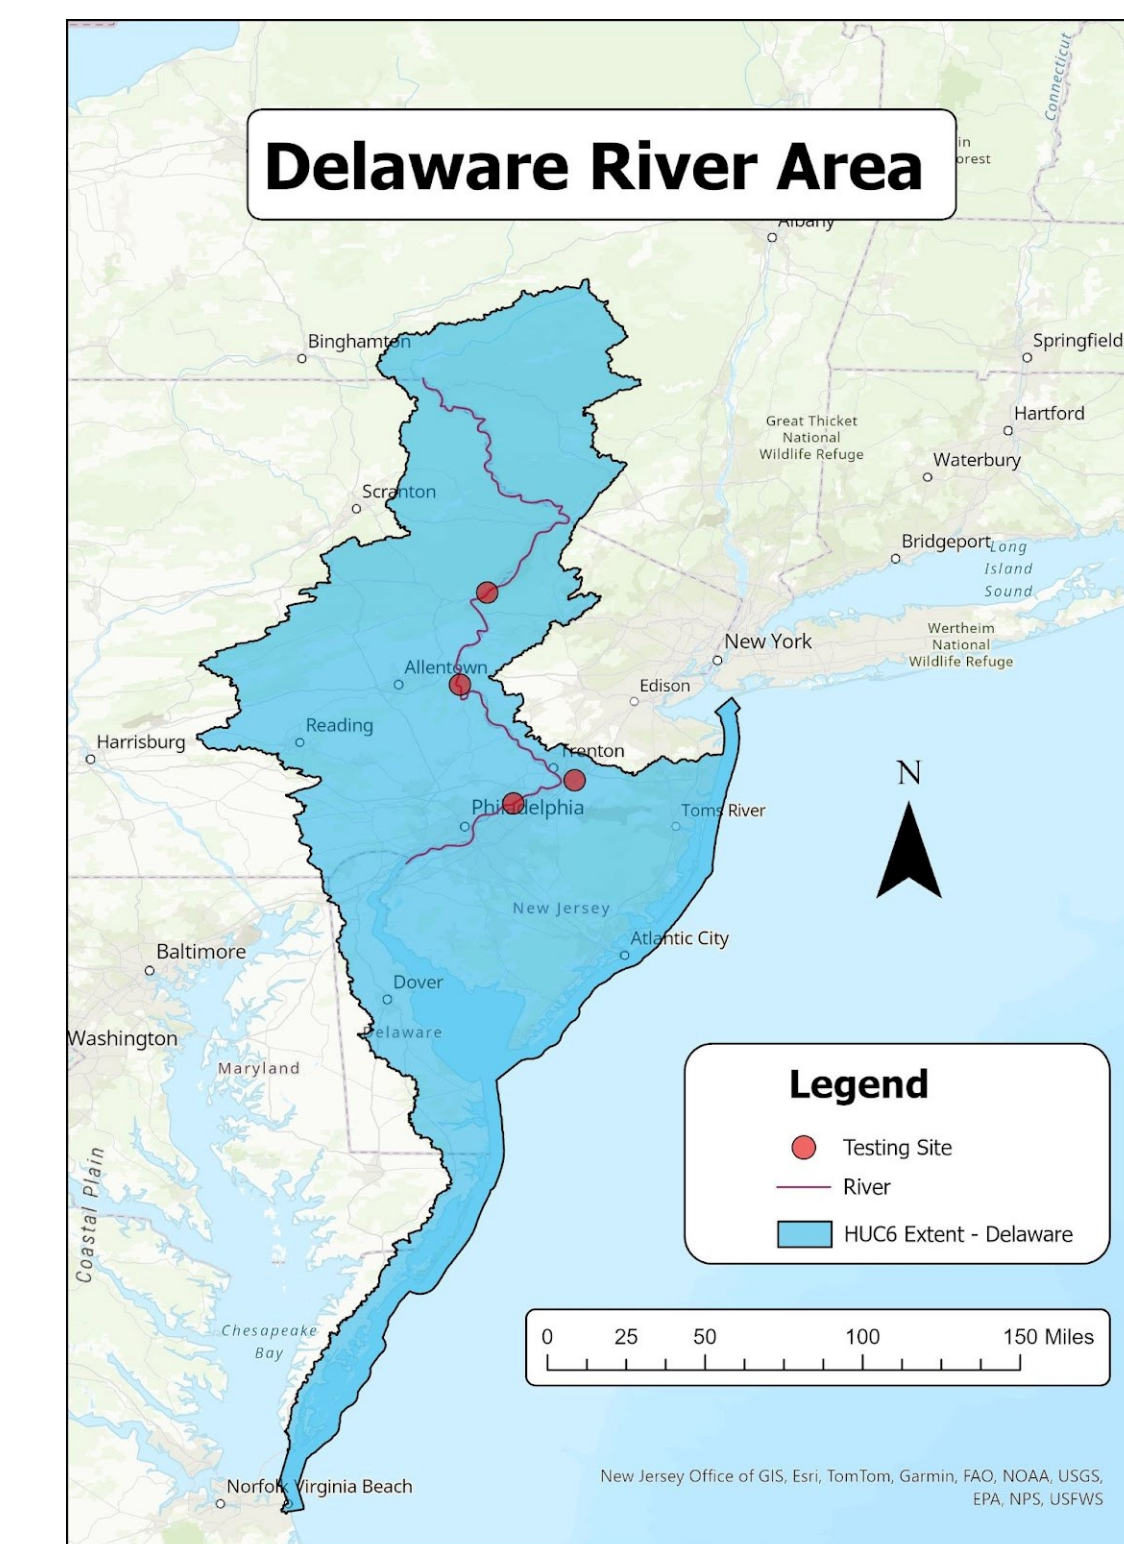 Connecticut
Delaware River Area
in
orest
Albany
Binghamton
Springfield
Great Thicket
National
Wildlife Refuge
Hartford
Waterbury
Scranton
Bridgeport
Long
Island
Sound
Wertheim
National
Wildlife Refuge
New York
Allentown
Edison
Reading
Harrisburg
Trenton
N
Philadelphia
Toms River
New Jersey
Atlantic City
Baltimore
Dover
Delaware
Washington
Maryland
Legend
Testing Site
River
HUC6 Extent - Delaware
Coastal Plain
Chesapeake
Bay
0 25 50 100 150 Miles
Norfolk Virginia Beach
New Jersey Office of GIS, Esri, TomTom, Garmin, FAO, NOAA, USGS,
EPA, NPS, USFWS